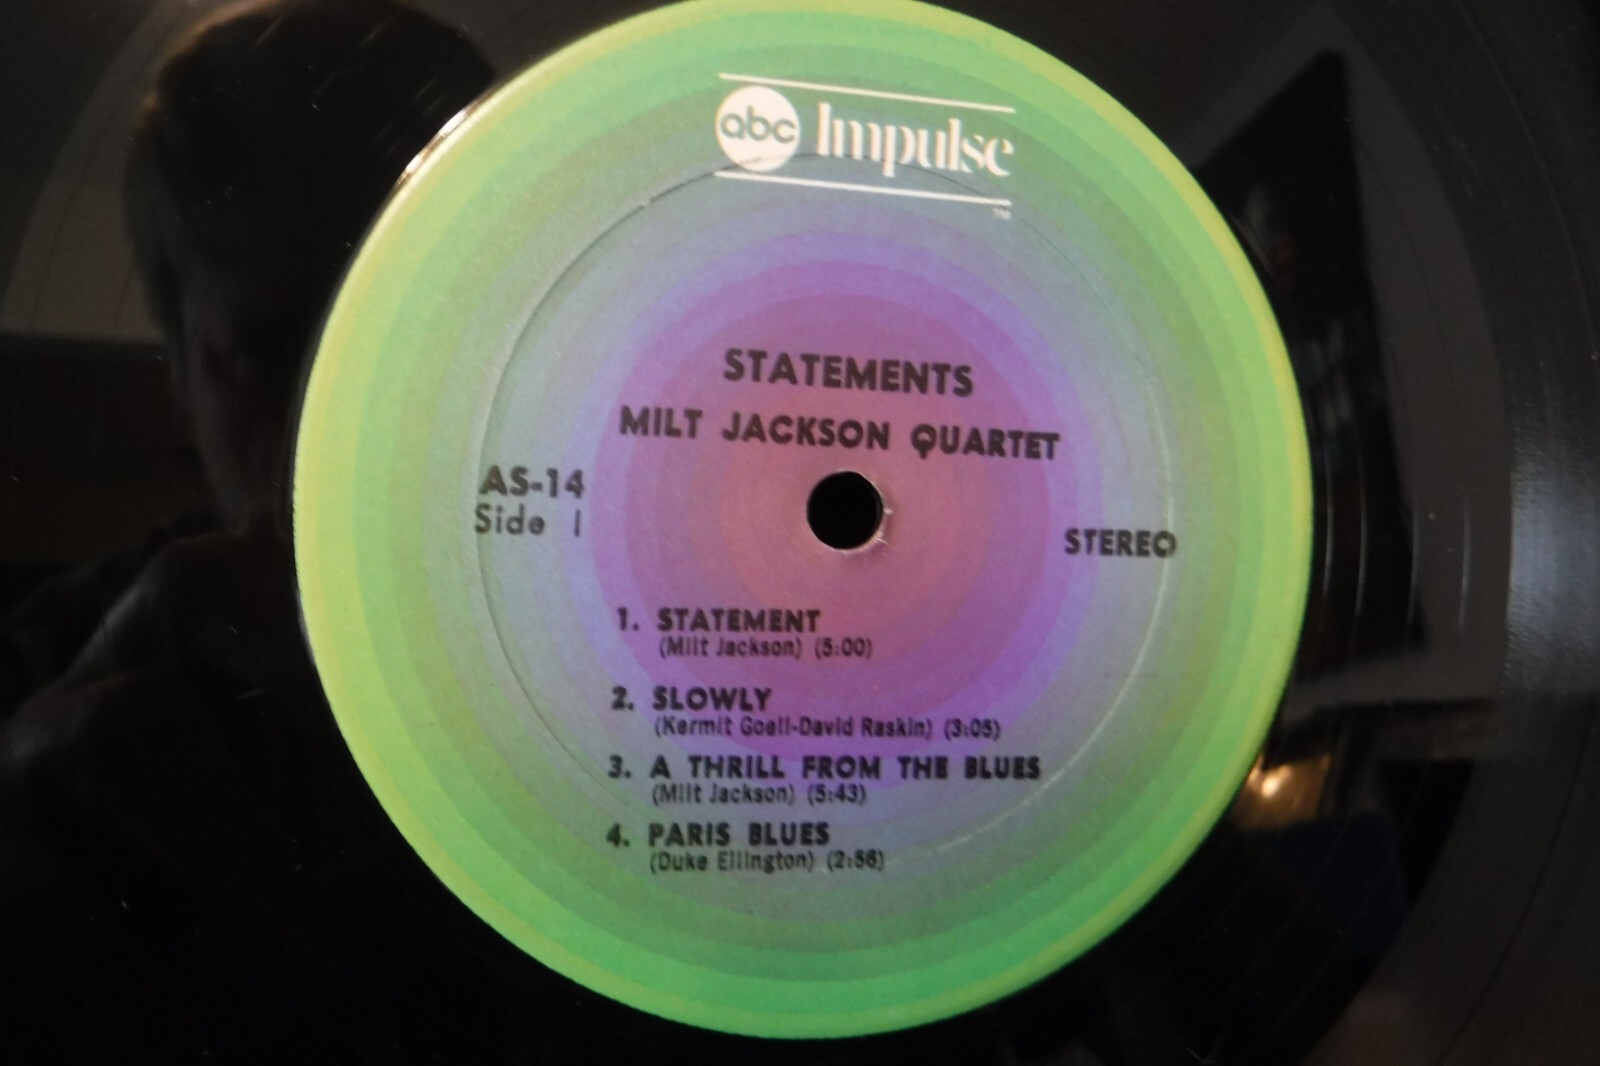 abc Impulse
TM
STATEMENTS
MILT JACKSON QUARTET
AS-14
Side 1
STEREO
1. STATEMENT
(Milt Jackson) (5:00)
2. SLOWLY
(Kermit Goell-David Raskin) (3:05)
3. A THRILL FROM THE BLUES
(Milt Jackson) (5:43)
4. PARIS BLUES
(Duke Ellington) (2:56)